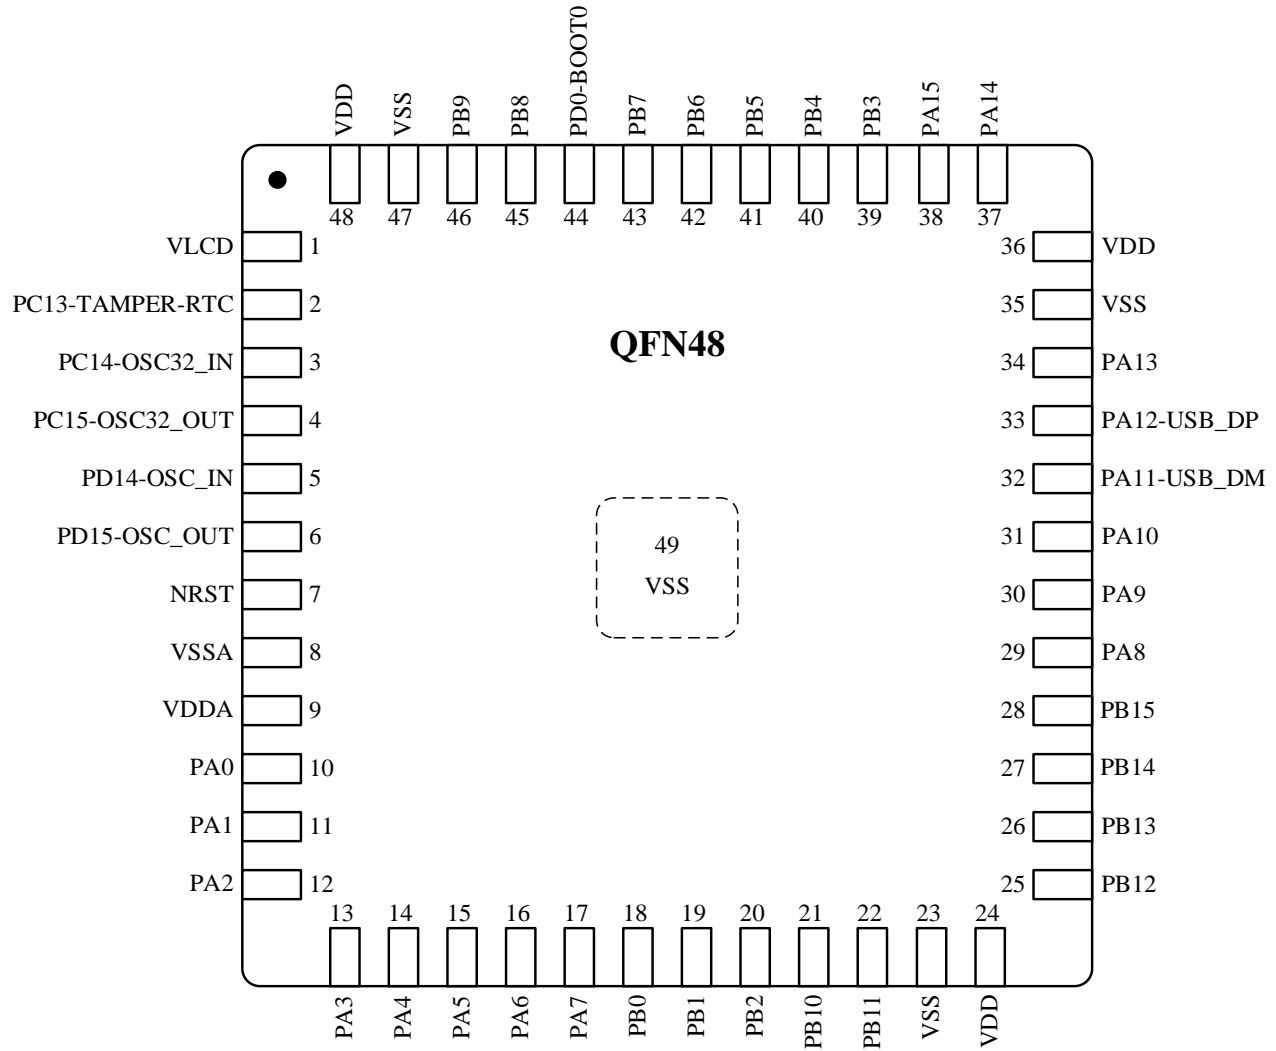 VDD
VSS
PB9
PB8
PD0-BOOT0
PB7
PB6
PB5
PB4
PB3
PA15
PA14
48 47 46 45 44 43 42 41 40 39 38 37
VLCD 1 36 VDD
PC13-TAMPER-RTC 2 35 VSS
QFN48
PC14-OSC32_IN 3 34 PA13
PC15-OSC32_OUT 4 33 PA12-USB_DP
PD14-OSC_IN 5 32 PA11-USB_DM
PD15-OSC_OUT 6 31 PA10
49
VSS
NRST 7 30 PA9
VSSA 8 29 PA8
VDDA 9 28 PB15
PA0 10 27 PB14
PA1 11 26 PB13
PA2 12 25 PB12
13 14 15 16 17 18 19 20 21 22 23 24
PA3
PA4
PA5
PA6
PA7
PB0
PB1
PB2
PB10
PB11
VSS
VDD